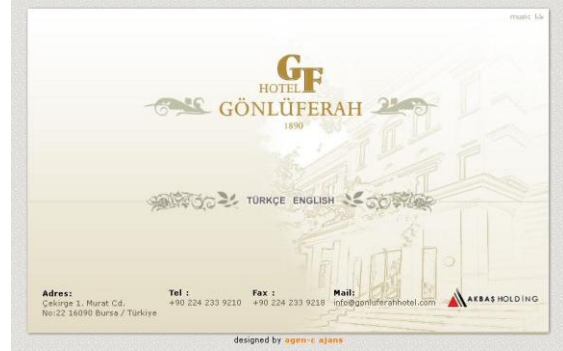 GF
HOTEL
GÖNLÜFERAH
1890
TÜRKÇE ENGLISH
Adres:
Çekirge 1. Murat Cd.
No:22 16090 Bursa / Türkiye
Tel :
+90 224 233 9210
Fax :
+90 224 233 9218
Mail:
info@gonluferahhotel.com
AKBAŞ HOLDİNG
designed by agen-c ajans